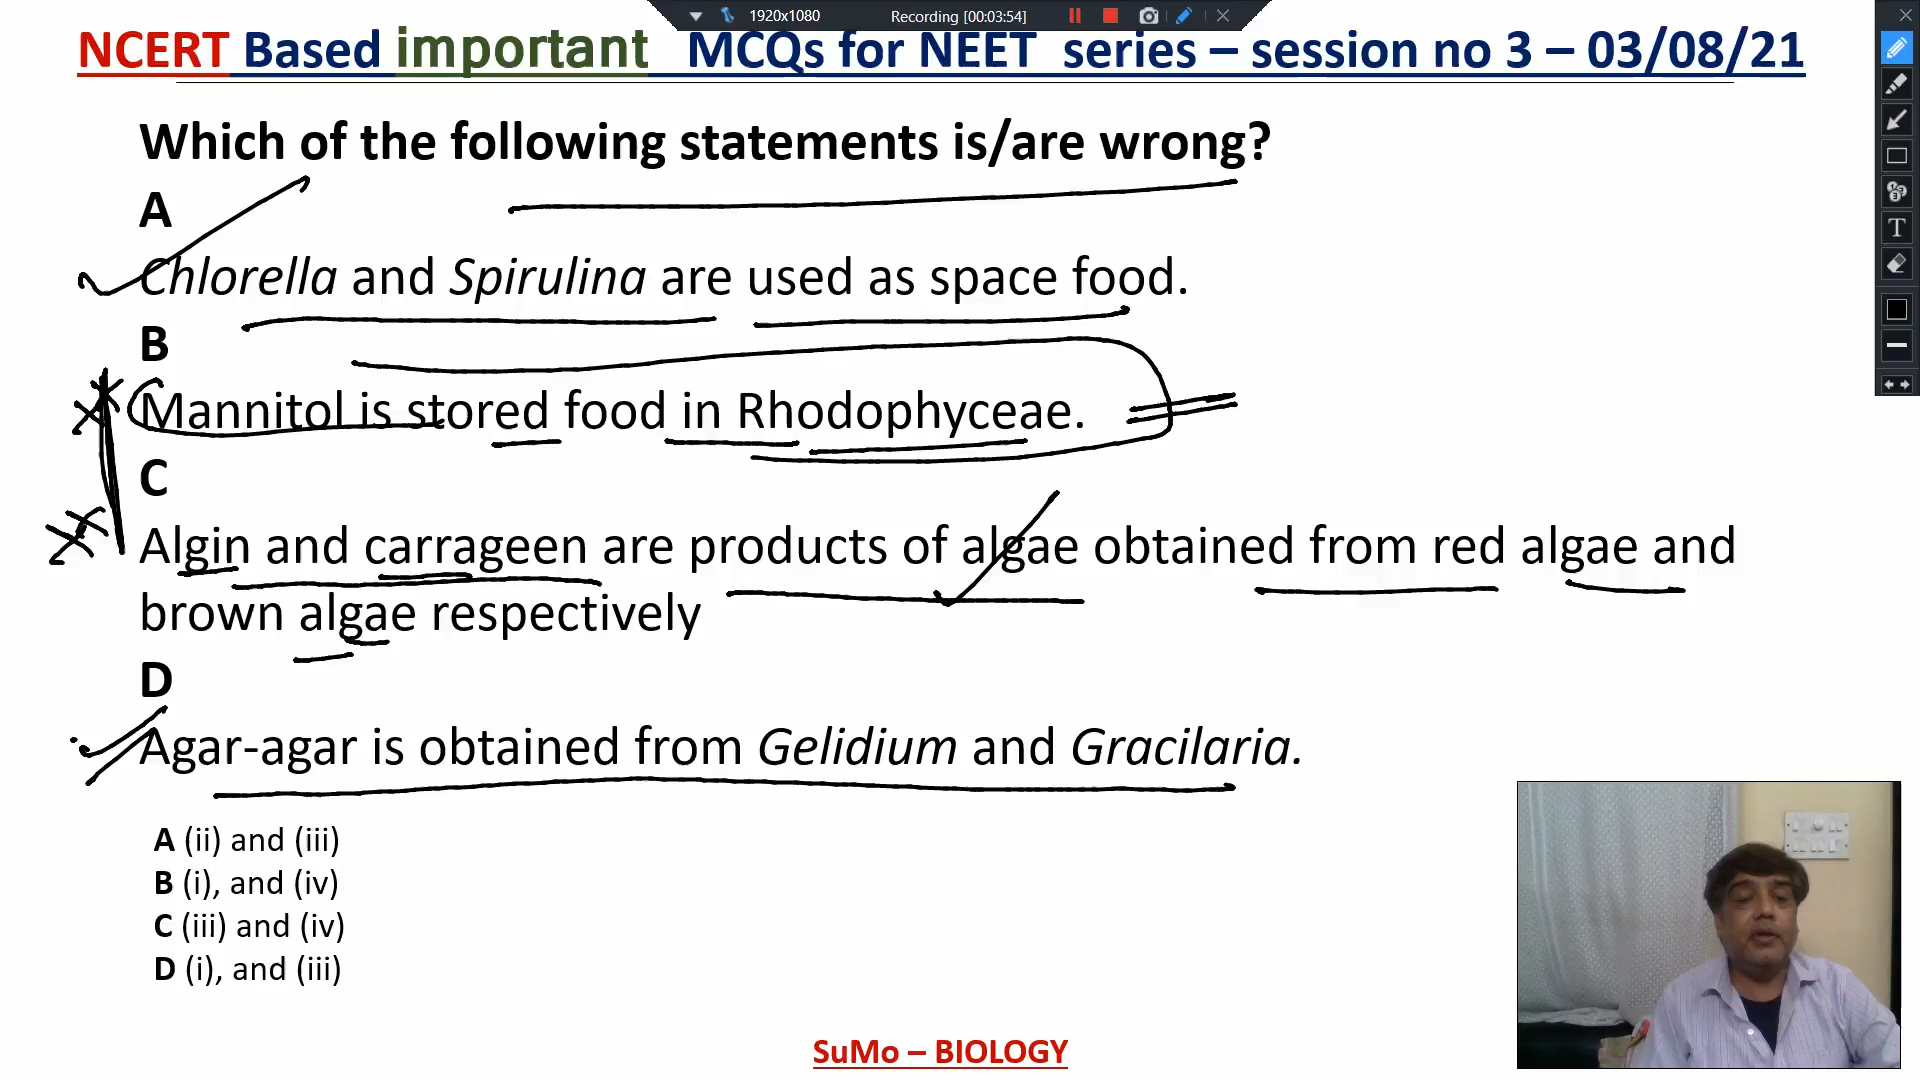 1920x1080 Recording [00:03:54]
NCERT Based important MCQs for NEET series – session no 3 – 03/08/21
Which of the following statements is/are wrong?
A
Chlorella and Spirulina are used as space food.
B
Mannitol is stored food in Rhodophyceae.
C
Algin and carrageen are products of algae obtained from red algae and
brown algae respectively
D
Agar-agar is obtained from Gelidium and Gracilaria.
A (ii) and (iii)
B (i), and (iv)
C (iii) and (iv)
D (i), and (iii)
SuMo – BIOLOGY